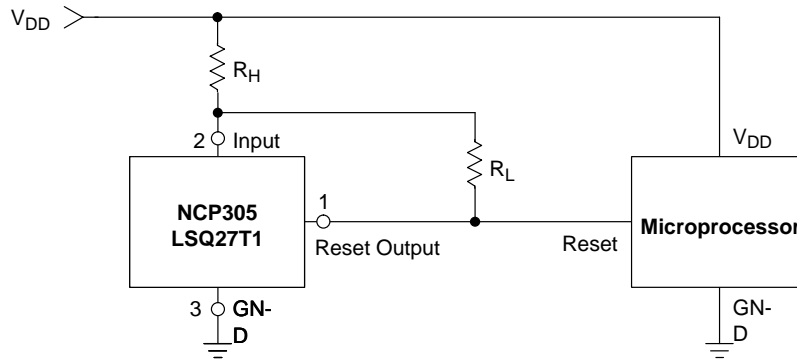 VDD
RH
2 Input
VDD
RL
NCP305
LSQ27T1
1
Reset Output
Reset
Microprocessor
3 GN-
D
GN-
D